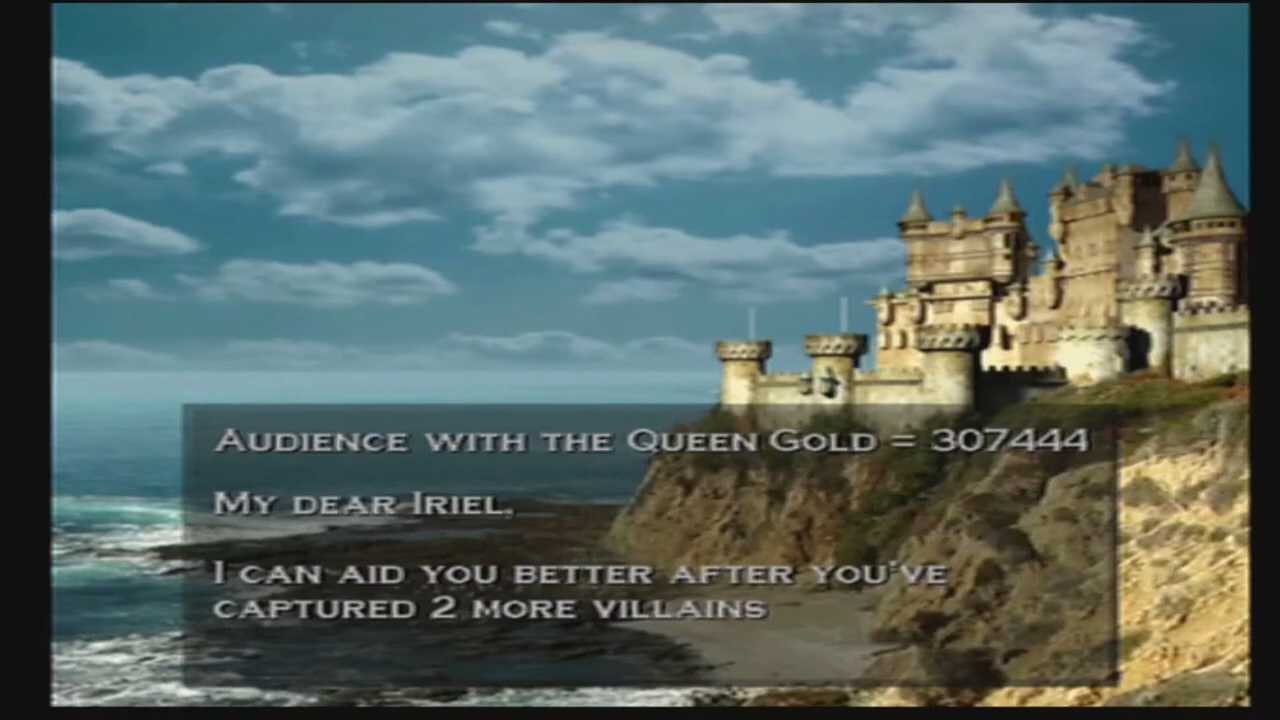 Audience with the Queen Gold = 307444
My dear Iriel,
I can aid you better after you've
captured 2 more villains